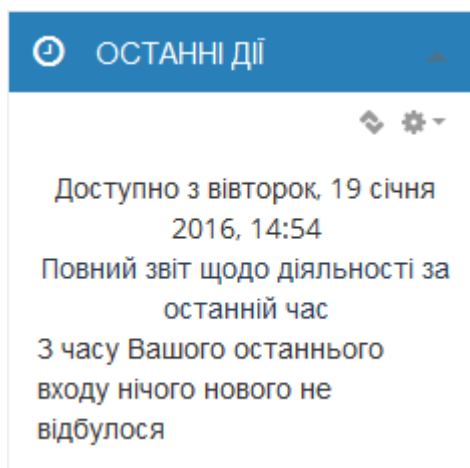 ОСТАННІ ДІЇ
Доступно з вівторок, 19 січня
2016, 14:54
Повний звіт щодо діяльності за
останній час
З часу Вашого останнього
входу нічого нового не
відбулося